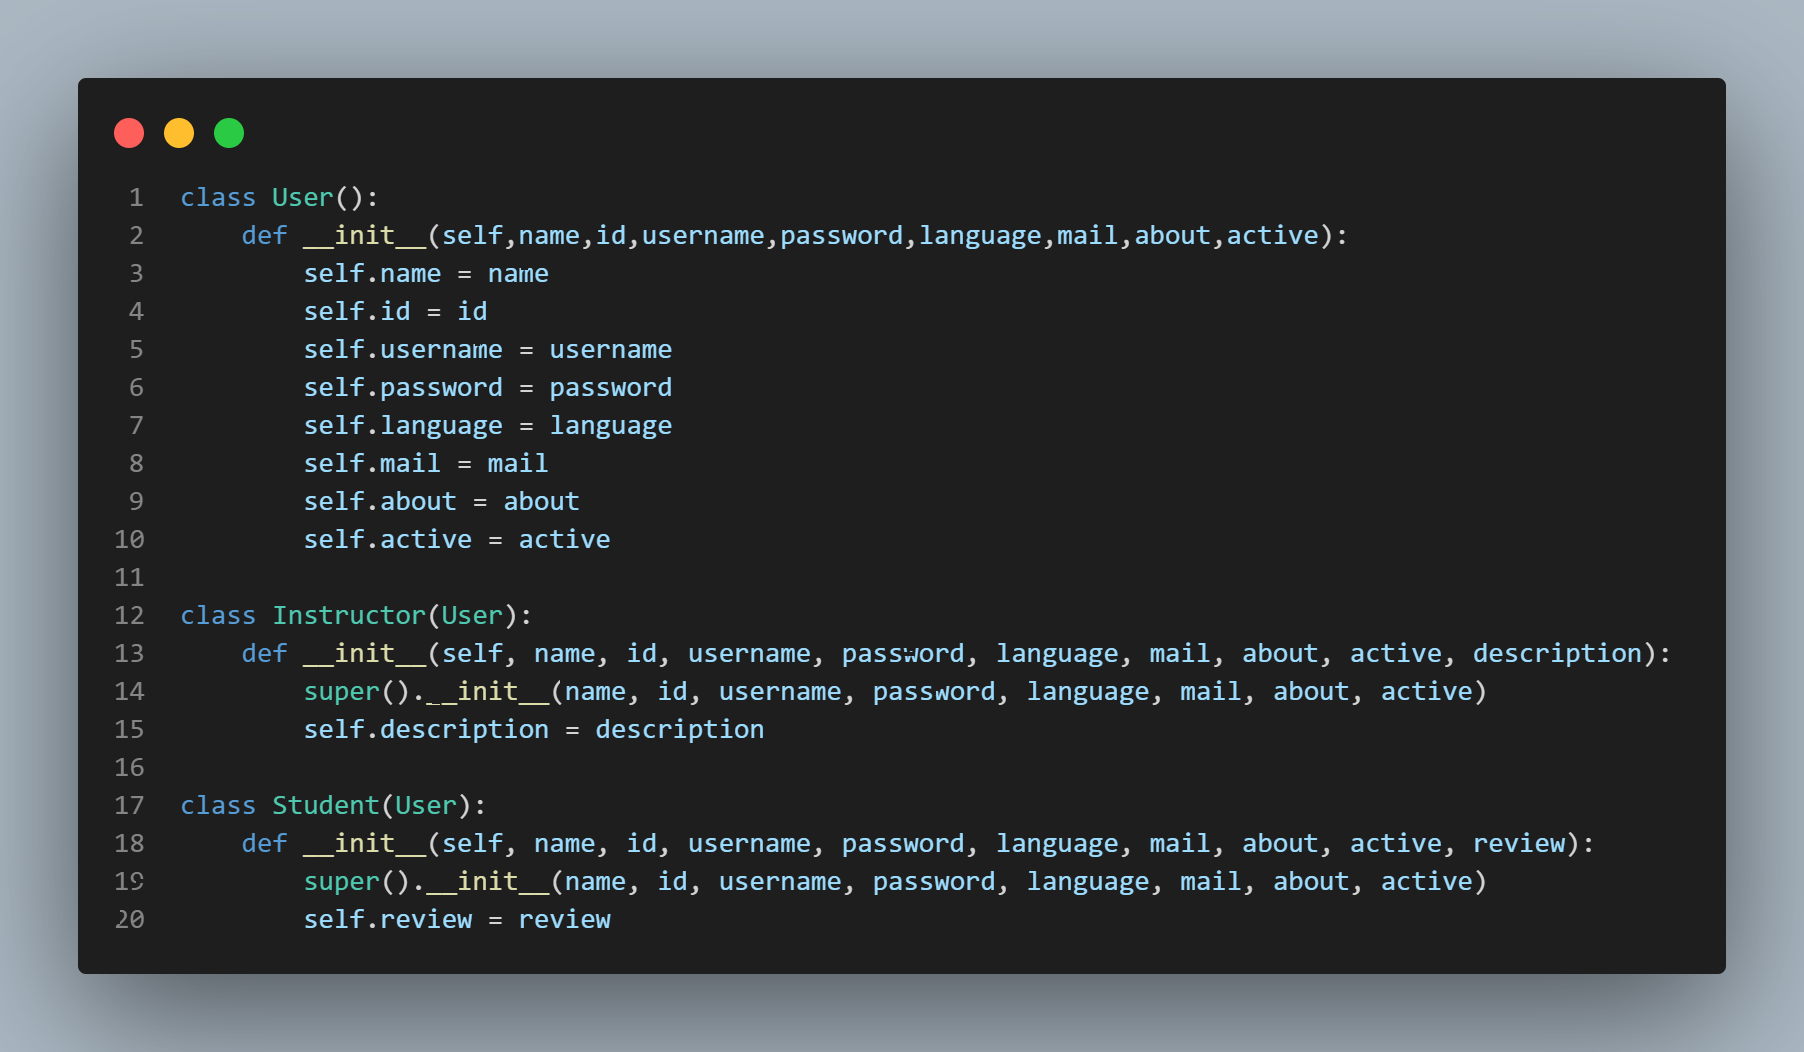 1 class User():
2     def __init__(self,name,id,username,password,language,mail,about,active):
3         self.name = name
4         self.id = id
5         self.username = username
6         self.password = password
7         self.language = language
8         self.mail = mail
9         self.about = about
10         self.active = active
11
12 class Instructor(User):
13     def __init__(self, name, id, username, password, language, mail, about, active, description):
14         super().__init__(name, id, username, password, language, mail, about, active)
15         self.description = description
16
17 class Student(User):
18     def __init__(self, name, id, username, password, language, mail, about, active, review):
19         super().__init__(name, id, username, password, language, mail, about, active)
20         self.review = review